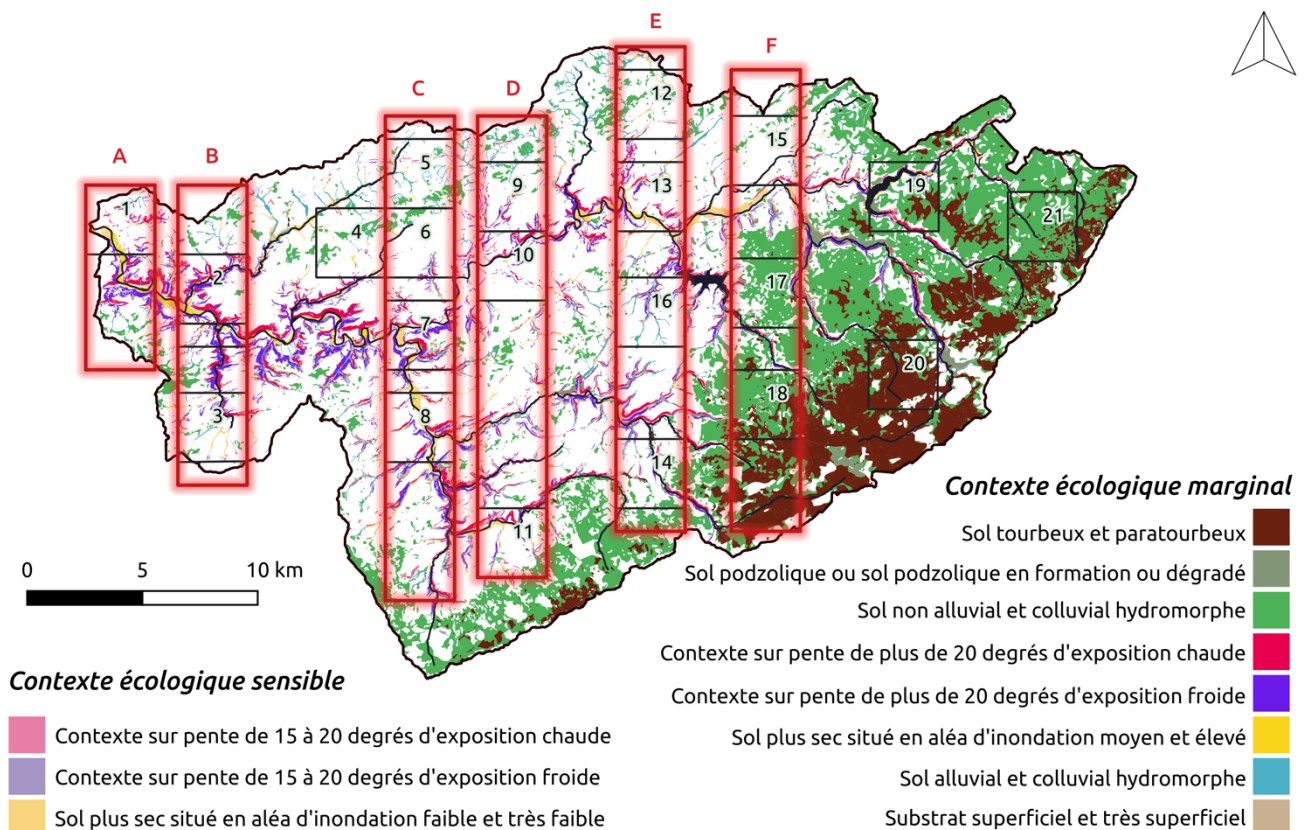 E
F
C
D
A
B
12
15
5
9
13
19
1
4
6
21
10
2
16
17
7
20
8
18
3
14
11
0 5 10 km
Contexte écologique sensible
Contexte sur pente de 15 à 20 degrés d'exposition chaude
Contexte sur pente de 15 à 20 degrés d'exposition froide
Sol plus sec situé en aléa d'inondation faible et très faible
Contexte écologique marginal
Sol tourbeux et paratourbeux
Sol podzolique ou sol podzolique en formation ou dégradé
Sol non alluvial et colluvial hydromorphe
Contexte sur pente de plus de 20 degrés d'exposition chaude
Contexte sur pente de plus de 20 degrés d'exposition froide
Sol plus sec situé en aléa d'inondation moyen et élevé
Sol alluvial et colluvial hydromorphe
Substrat superficiel et très superficiel